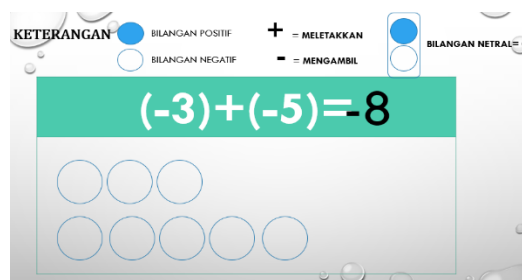 KETERANGAN
BILANGAN POSITIF
+ = MELETAKKAN
BILANGAN NEGATIF
- = MENGAMBIL
BILANGAN NETRAL=
(-3)+(-5)=-8